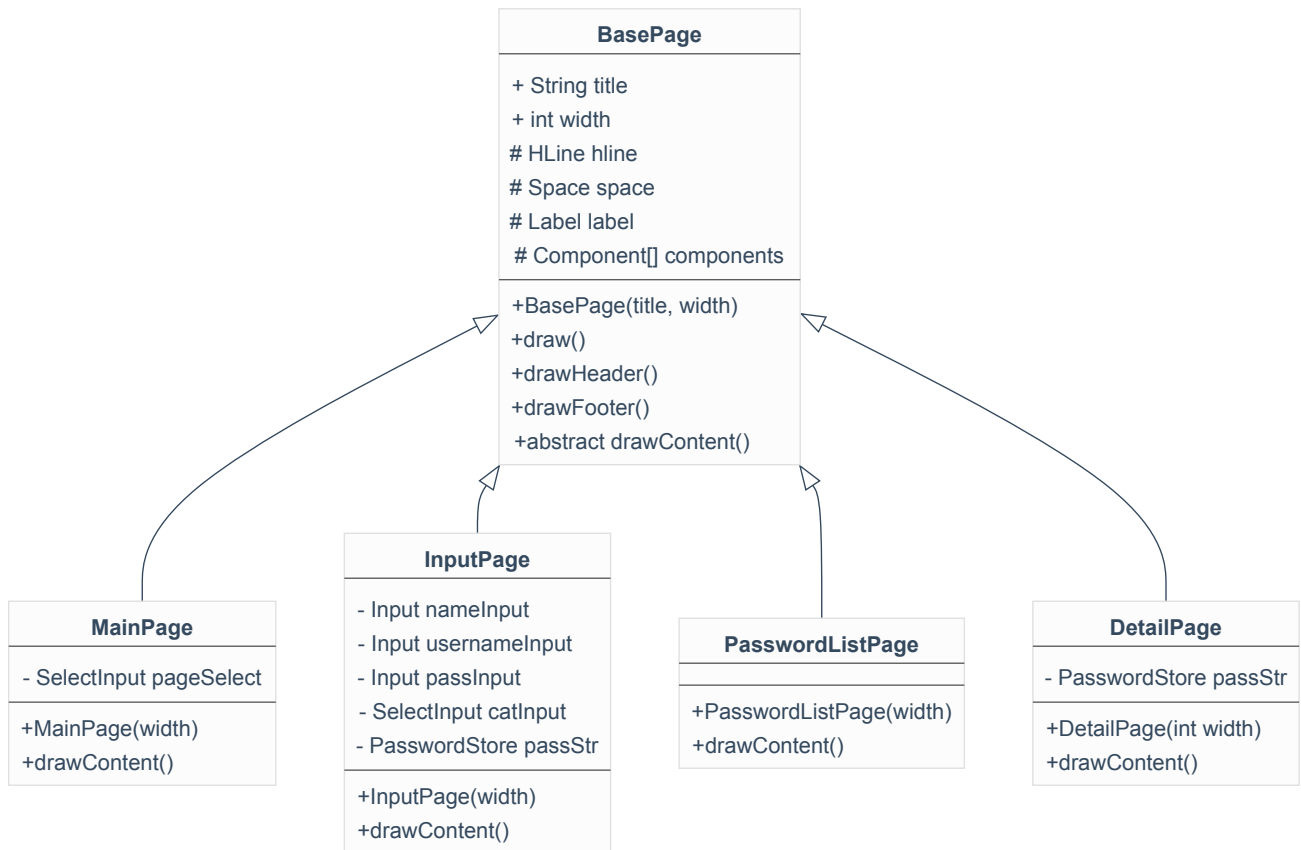 BasePage
+ String title
+ int width
# HLine hline
# Space space
# Label label
# Component[] components
+BasePage(title, width)
+draw()
+drawHeader()
+drawFooter()
+abstract drawContent()
MainPage
- SelectInput pageSelect
+MainPage(width)
+drawContent()
InputPage
- Input nameInput
- Input usernameInput
- Input passInput
- SelectInput catInput
- PasswordStore passStr
+InputPage(width)
+drawContent()
PasswordListPage
+PasswordListPage(width)
+drawContent()
DetailPage
- PasswordStore passStr
+DetailPage(int width)
+drawContent()